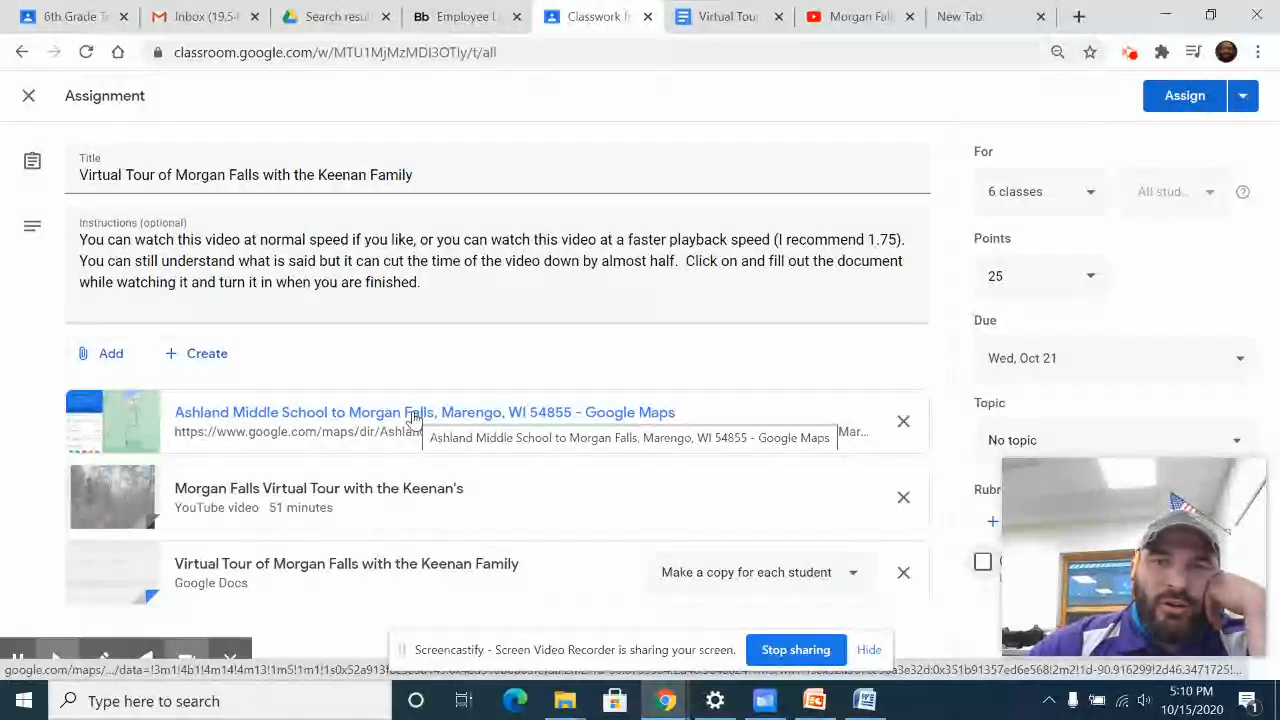 6th Grade Tr
Inbox (19,5
Search resul
Bb Employee L
Classwork f
Virtual Tour
Morgan Fall
New Tab
classroom.google.com/w/MTU1MjMzMDI3OTIy/t/all
Assignment
Assign
Title
Virtual Tour of Morgan Falls with the Keenan Family
For
6 classes
All stud...
Instructions (optional)
You can watch this video at normal speed if you like, or you can watch this video at a faster playback speed (I recommend 1.75).
You can still understand what is said but it can cut the time of the video down by almost half. Click on and fill out the document
while watching it and turn it in when you are finished.
Points
25
Due
Wed, Oct 21
Add
Create
Topic
No topic
Ashland Middle School to Morgan Falls, Marengo, WI 54855 - Google Maps
https://www.google.com/maps/dir/Ashlan
Mar...
Ashland Middle School to Morgan Falls, Marengo, WI 54855 - Google Maps
Morgan Falls Virtual Tour with the Keenan's
YouTube video 51 minutes
Rubr
Virtual Tour of Morgan Falls with the Keenan Family
Google Docs
Make a copy for each student
Screencastify - Screen Video Recorder is sharing your screen.
Stop sharing
Hide
Type here to search
5:10 PM
10/15/2020